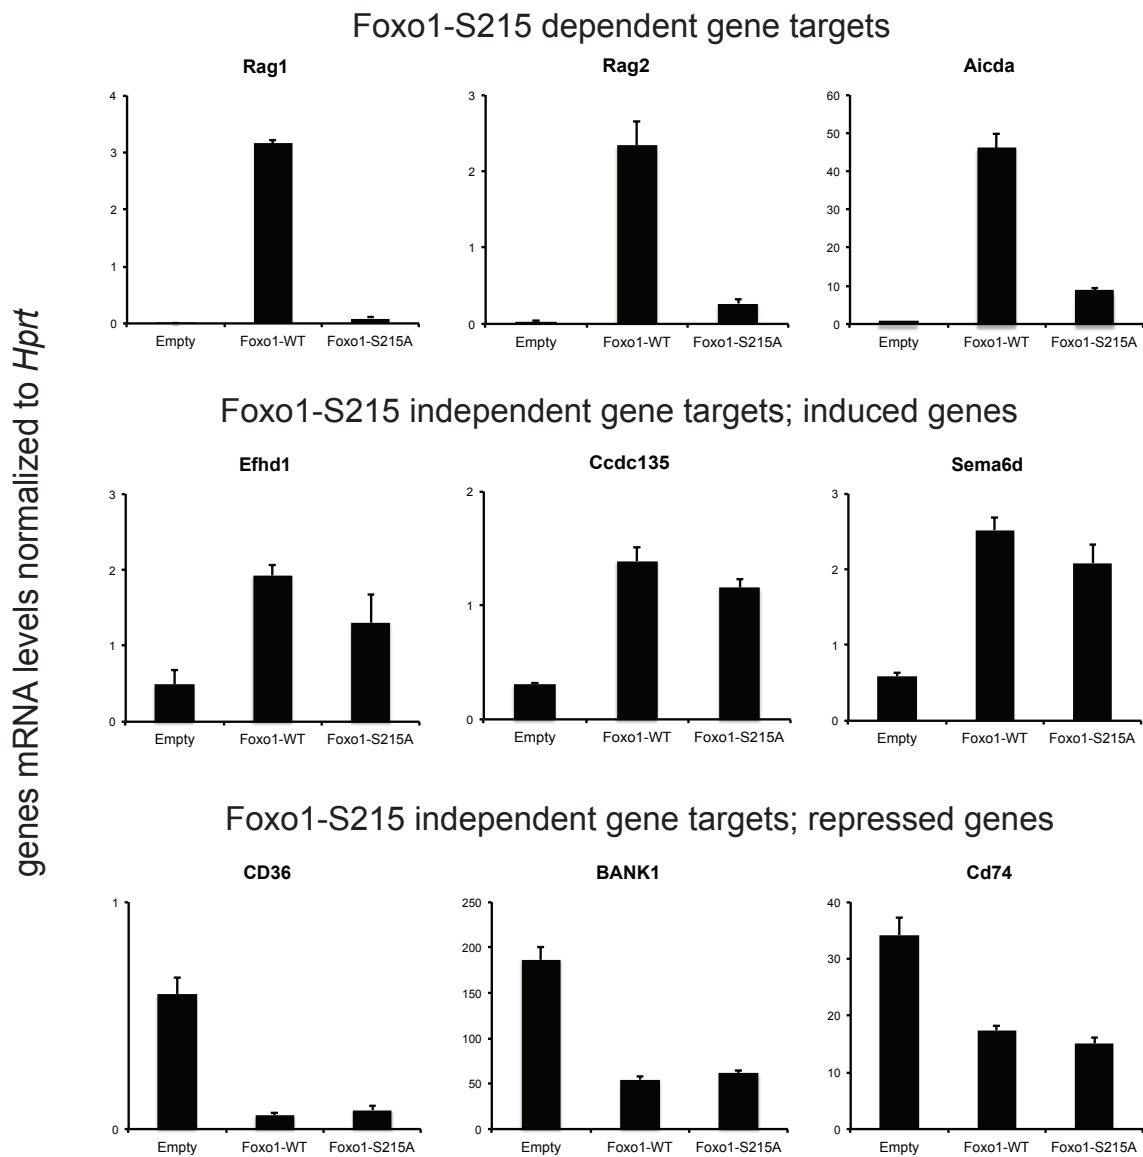 Foxo1-S215 dependent gene targets
genes mRNA levels normalized to Hprt
Rag1
4
3
2
1
0
Empty Foxo1-WT Foxo1-S215A
Rag2
3
2
1
0
Empty Foxo1-WT Foxo1-S215A
Aicda
60
50
40
30
20
10
0
Empty Foxo1-WT Foxo1-S215A
Foxo1-S215 independent gene targets; induced genes
Efhd1
3
2
1
0
Empty Foxo1-WT Foxo1-S215A
Ccdc135
2
1
0
Empty Foxo1-WT Foxo1-S215A
Sema6d
3
2
1
0
Empty Foxo1-WT Foxo1-S215A
Foxo1-S215 independent gene targets; repressed genes
CD36
1
0
Empty Foxo1-WT Foxo1-S215A
BANK1
250
200
150
100
50
0
Empty Foxo1-WT Foxo1-S215A
Cd74
40
30
20
10
0
Empty Foxo1-WT Foxo1-S215A